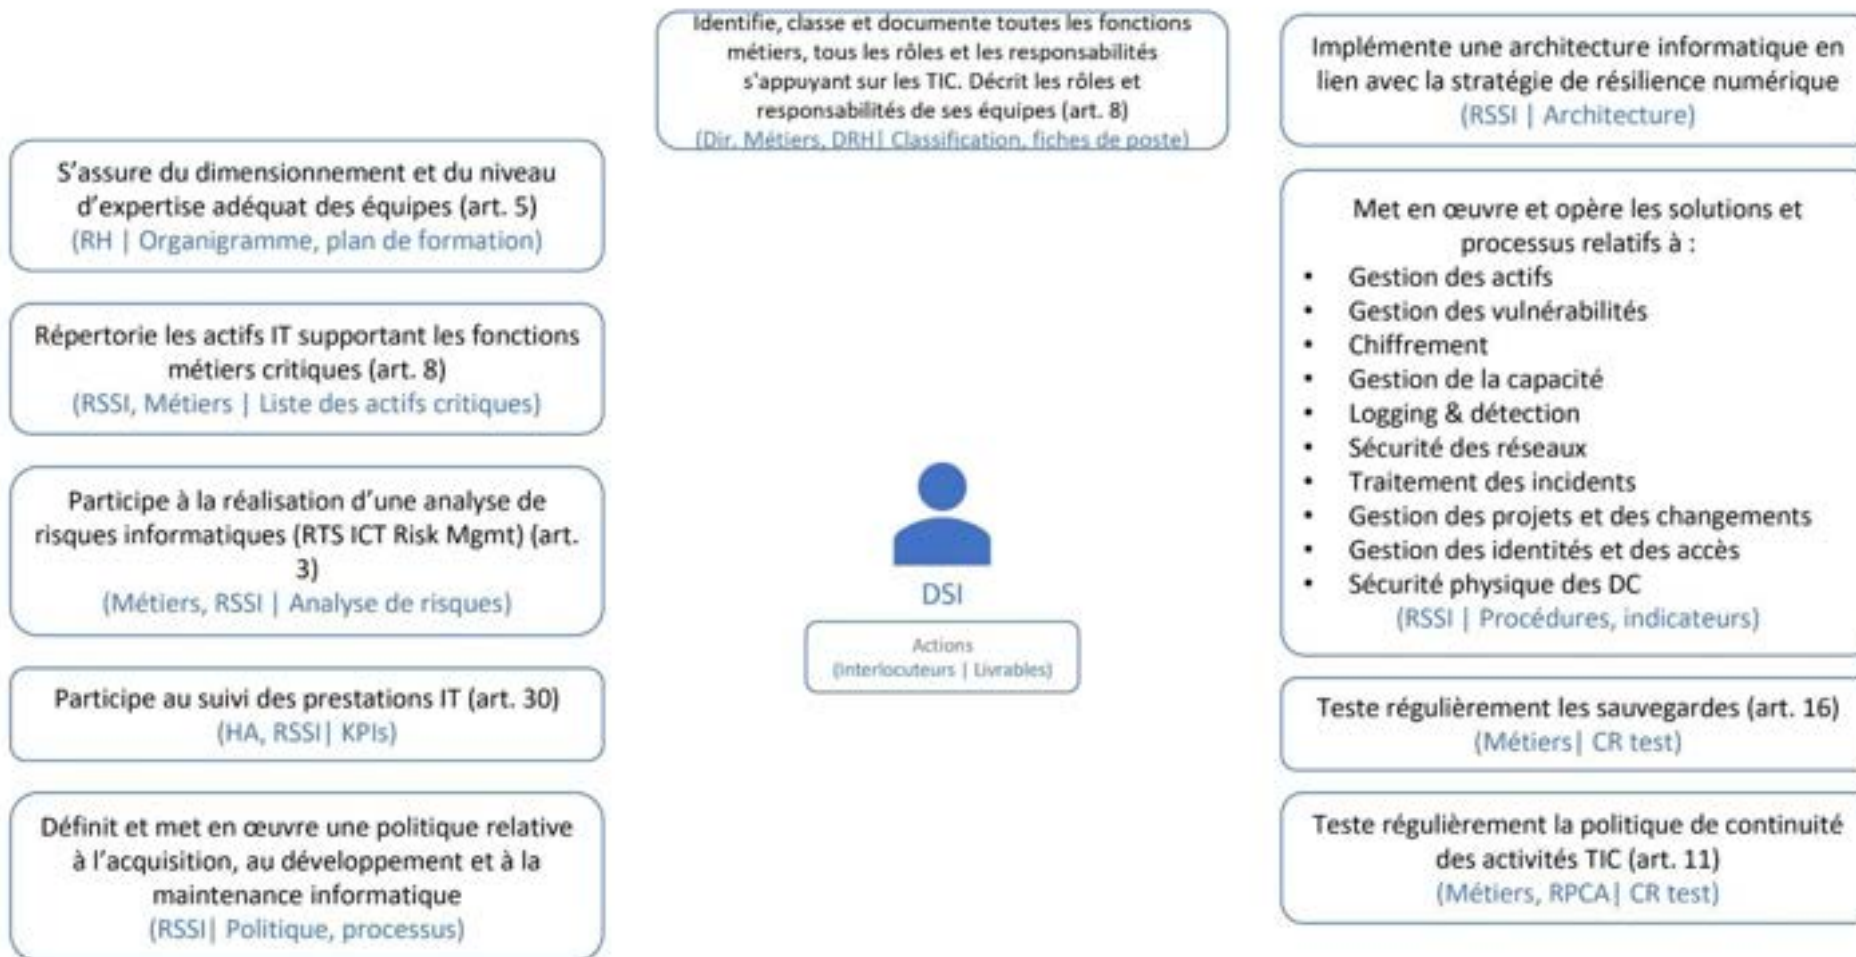 Identifie, classe et documente toutes les fonctions
métiers, tous les rôles et les responsabilités
s'appuyant sur les TIC. Décrit les rôles et
responsabilités de ses équipes (art. 8)
(Dir. Métiers, DRH| Classification, fiches de poste)
S'assure du dimensionnement et du niveau
d'expertise adéquat des équipes (art. 5)
(RH | Organigramme, plan de formation)
Répertorie les actifs IT supportant les fonctions
métiers critiques (art. 8)
(RSSI, Métiers | Liste des actifs critiques)
Participe à la réalisation d'une analyse de
risques informatiques (RTS ICT Risk Mgmt) (art.
3)
(Métiers, RSSI | Analyse de risques)
Participe au suivi des prestations IT (art. 30)
(HA, RSSI| KPIs)
Définit et met en œuvre une politique relative
à l'acquisition, au développement et à la
maintenance informatique
(RSSI| Politique, processus)
DSI
Actions
(Interlocuteurs | Livrables)
Implémente une architecture informatique en
lien avec la stratégie de résilience numérique
(RSSI | Architecture)
Met en œuvre et opère les solutions et
processus relatifs à :
• Gestion des actifs
• Gestion des vulnérabilités
• Chiffrement
• Gestion de la capacité
• Logging & détection
• Sécurité des réseaux
• Traitement des incidents
• Gestion des projets et des changements
• Gestion des identités et des accès
• Sécurité physique des DC
(RSSI | Procédures, indicateurs)
Teste régulièrement les sauvegardes (art. 16)
(Métiers| CR test)
Teste régulièrement la politique de continuité
des activités TIC (art. 11)
(Métiers, RPCA| CR test)